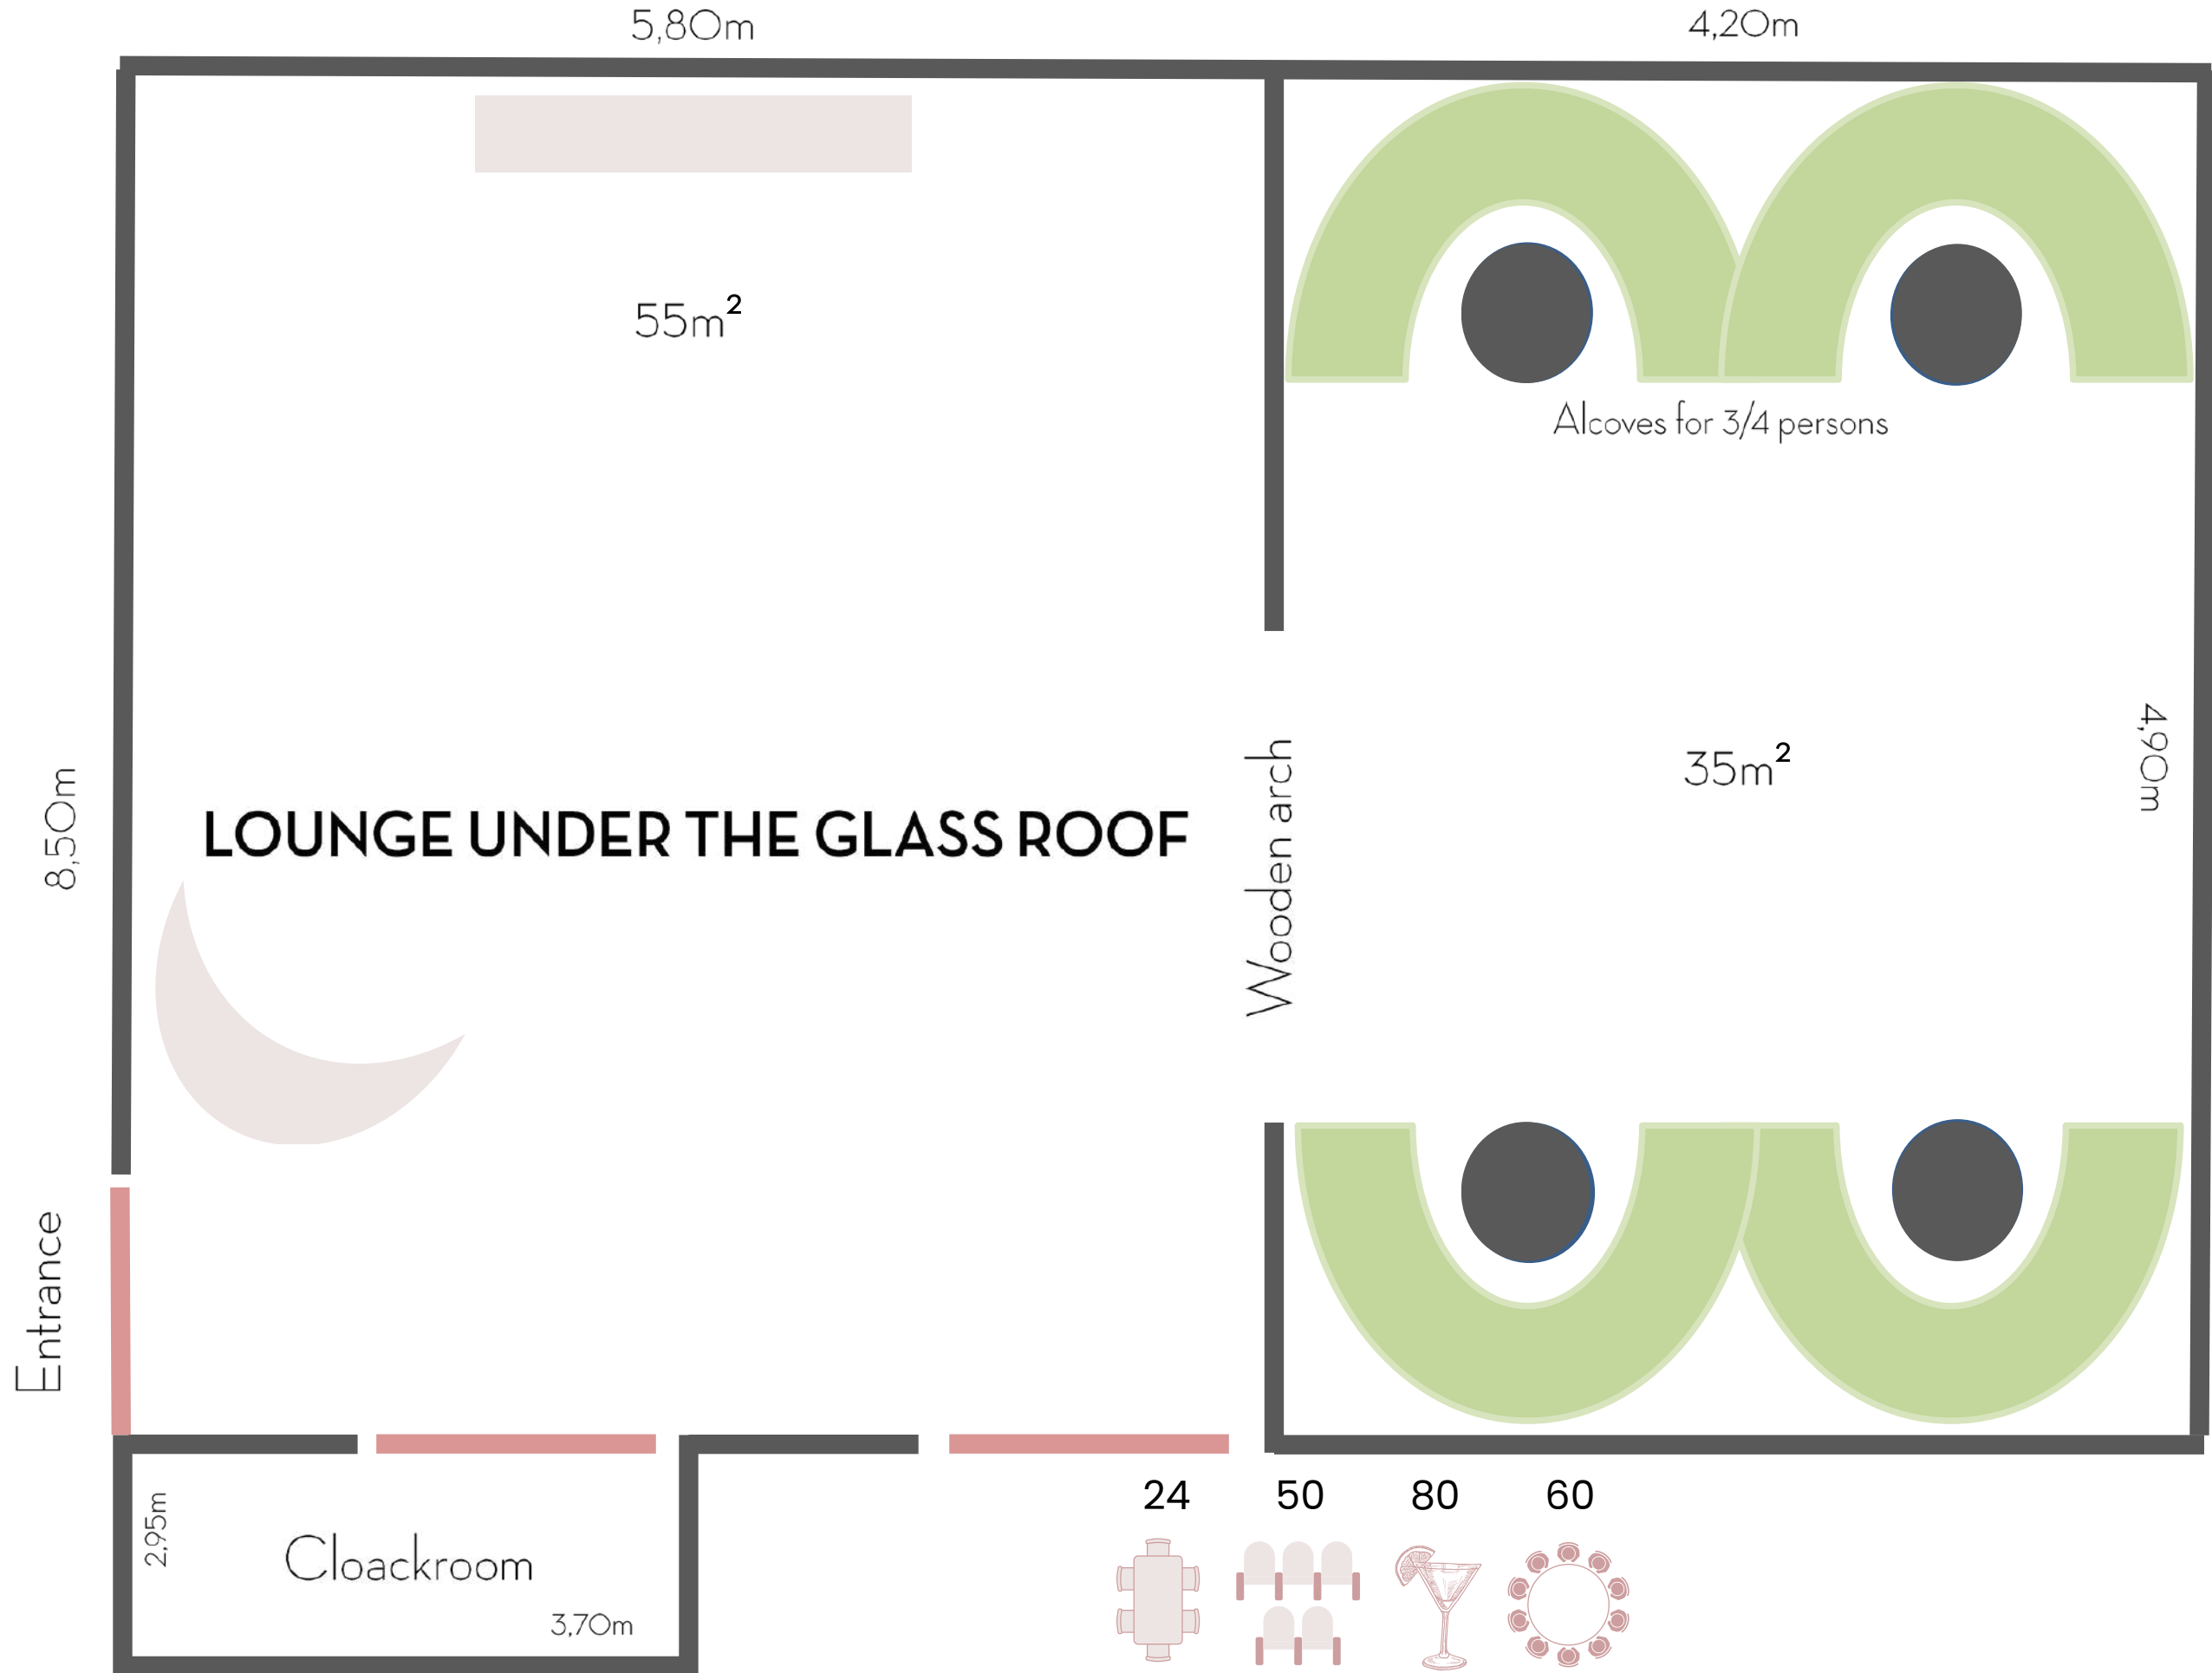 5,80m
4,20m
55m²
Alcoves for 3/4 persons
8,50m
LOUNGE UNDER THE GLASS ROOF
Wooden arch
35m²
4,90m
Entrance
2,95m
Cloackroom
3,70m
24
50
80
60